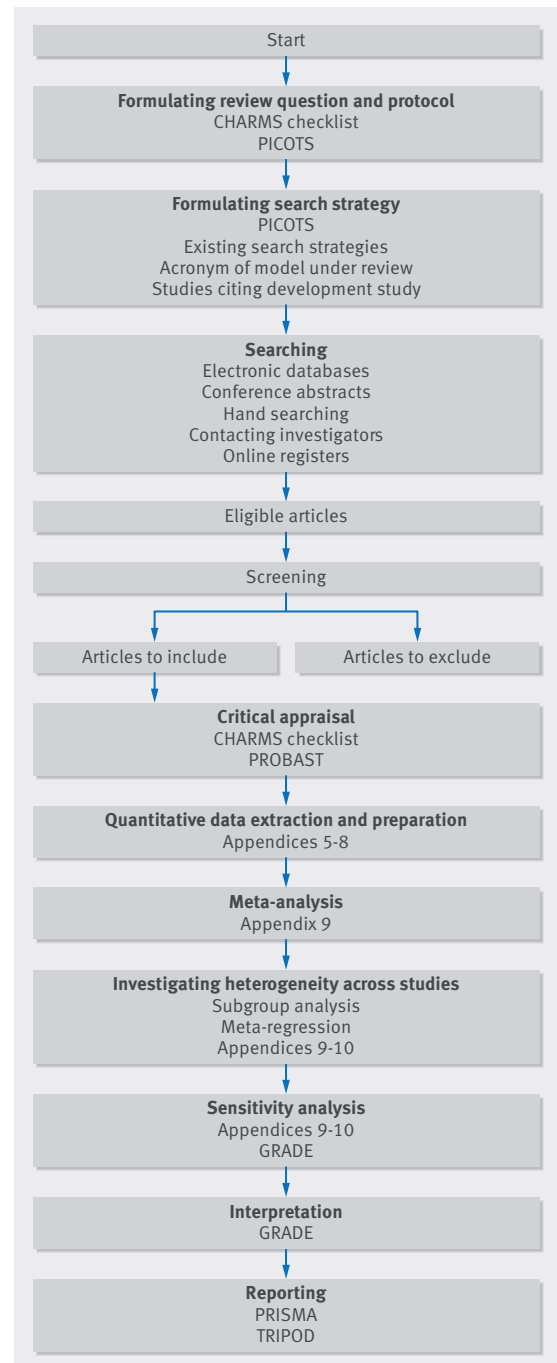 Start
Formulating review question and protocol
CHARMS checklist
PICOTS
Formulating search strategy
PICOTS
Existing search strategies
Acronym of model under review
Studies citing development study
Searching
Electronic databases
Conference abstracts
Hand searching
Contacting investigators
Online registers
Eligible articles
Screening
Articles to include
Articles to exclude
Critical appraisal
CHARMS checklist
PROBAST
Quantitative data extraction and preparation
Appendices 5-8
Meta-analysis
Appendix 9
Investigating heterogeneity across studies
Subgroup analysis
Meta-regression
Appendices 9-10
Sensitivity analysis
Appendices 9-10
GRADE
Interpretation
GRADE
Reporting
PRISMA
TRIPOD